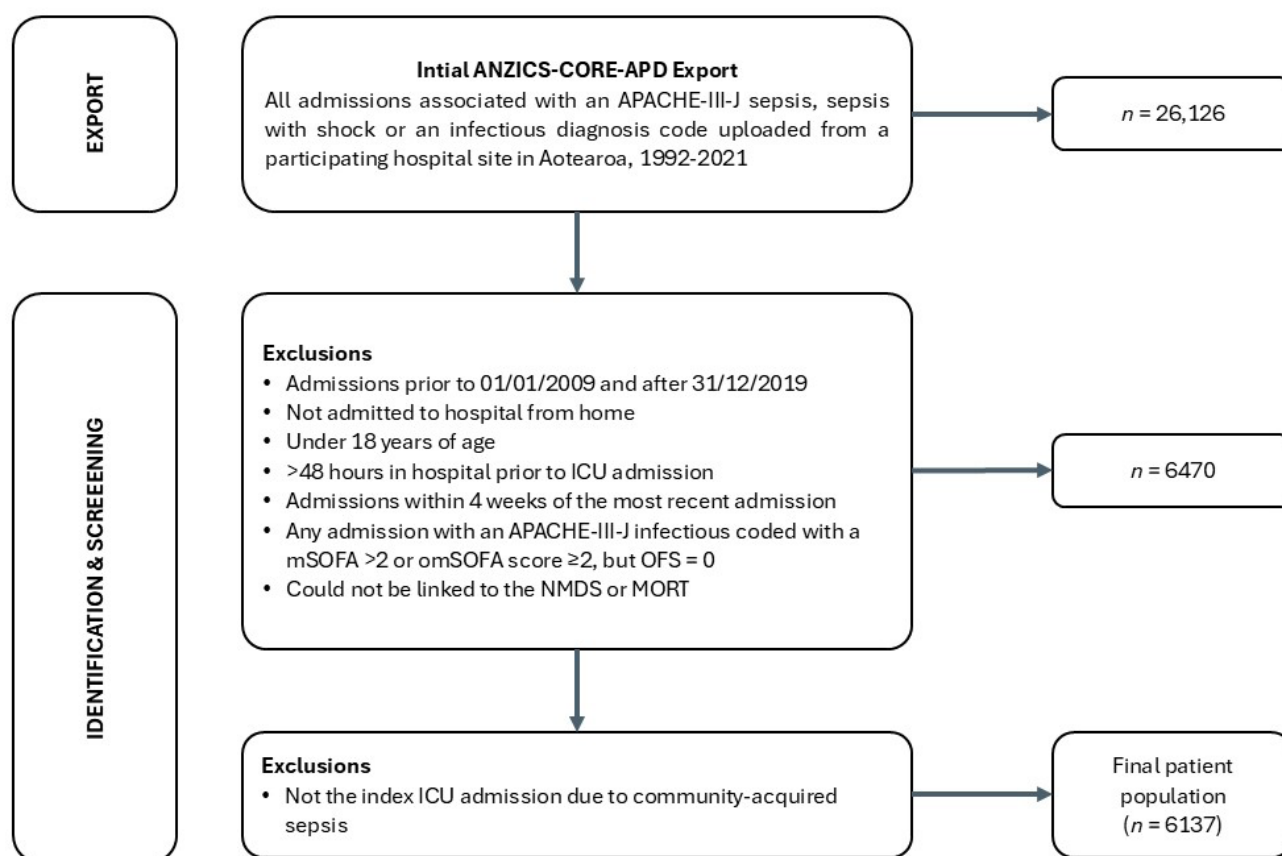 EXPORT
Intial ANZICS-CORE-APD Export
All admissions associated with an APACHE-III-J sepsis, sepsis
with shock or an infectious diagnosis code uploaded from a
participating hospital site in Aotearoa, 1992-2021
n = 26,126
IDENTIFICATION & SCREEENING
Exclusions
• Admissions prior to 01/01/2009 and after 31/12/2019
• Not admitted to hospital from home
• Under 18 years of age
• >48 hours in hospital prior to ICU admission
• Admissions within 4 weeks of the most recent admission
• Any admission with an APACHE-III-J infectious coded with a
mSOFA >2 or omSOFA score ≥2, but OFS = 0
• Could not be linked to the NMDS or MORT
n = 6470
Exclusions
• Not the index ICU admission due to community-acquired
sepsis
Final patient
population
(n = 6137)